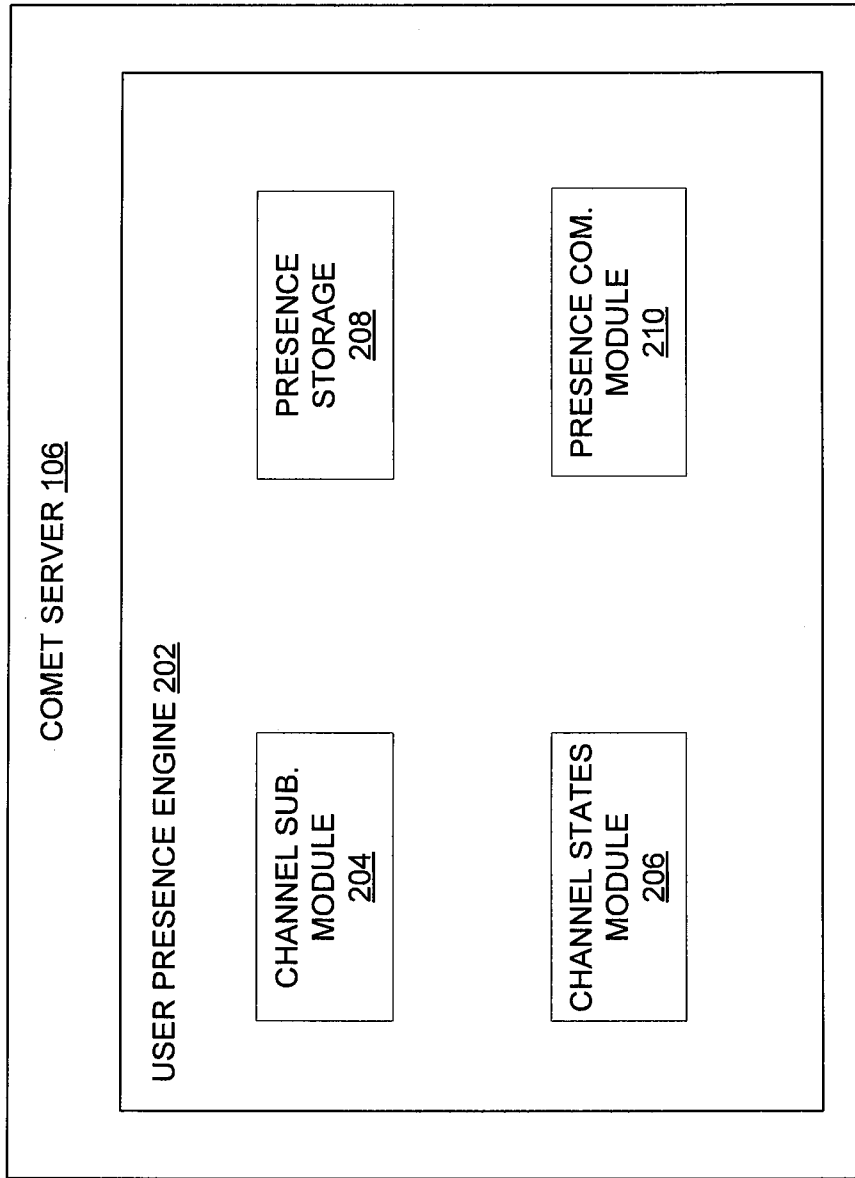 COMET SERVER 106
USER PRESENCE ENGINE 202
CHANNEL SUB.
MODULE
204
PRESENCE
STORAGE
208
CHANNEL STATES
MODULE
206
PRESENCE COM.
MODULE
210